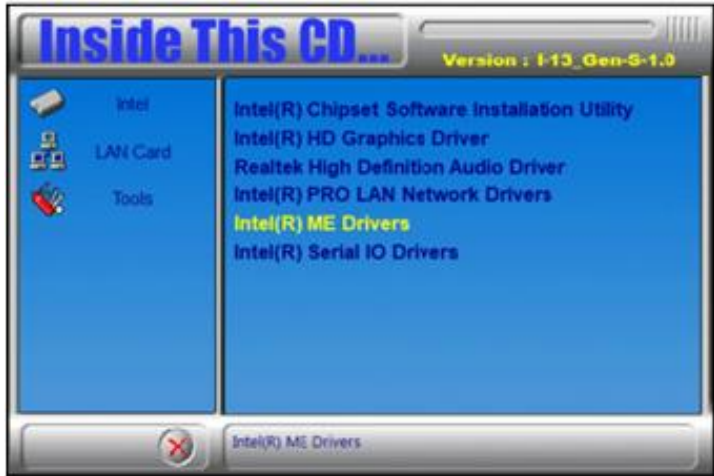 Inside This CD...
Version : I-13_Gen-S-1.0
Intel
LAN Card
Tools
Intel(R) Chipset Software Installation Utility
Intel(R) HD Graphics Driver
Realtek High Definition Audio Driver
Intel(R) PRO LAN Network Drivers
Intel(R) ME Drivers
Intel(R) Serial IO Drivers
Intel(R) ME Drivers